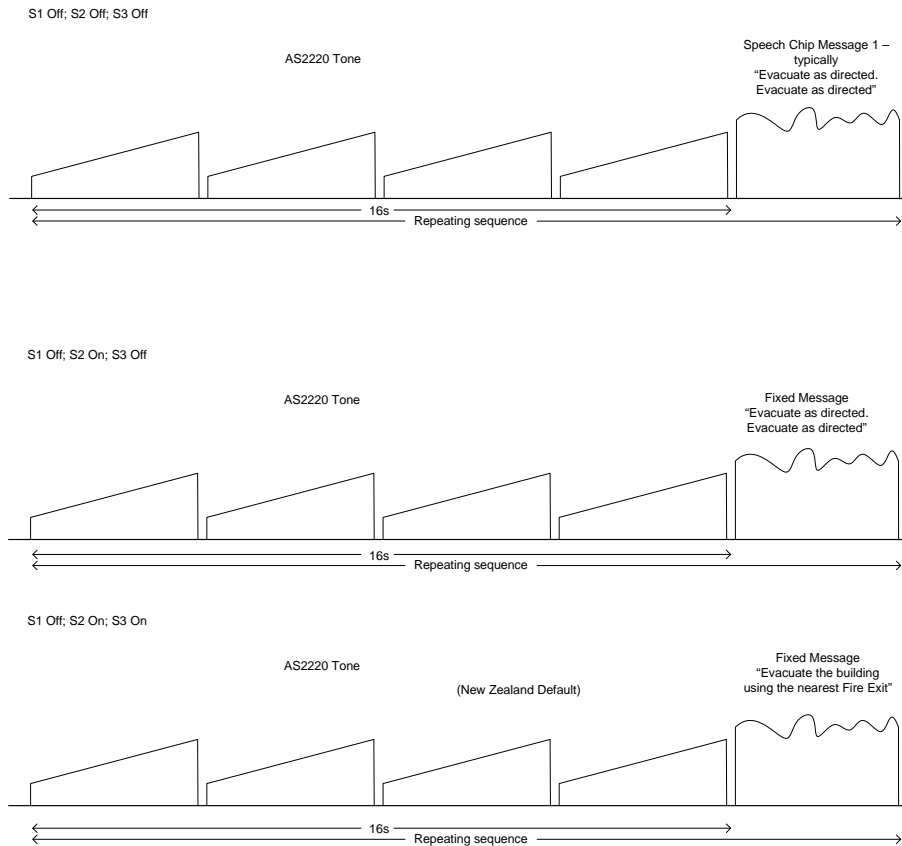 S1 Off; S2 Off; S3 Off
AS2220 Tone
Speech Chip Message 1 –
typically
“Evacuate as directed.
Evacuate as directed”
16s
Repeating sequence
S1 Off; S2 On; S3 Off
AS2220 Tone
Fixed Message
“Evacuate as directed.
Evacuate as directed”
16s
Repeating sequence
S1 Off; S2 On; S3 On
AS2220 Tone
(New Zealand Default)
Fixed Message
“Evacuate the building
using the nearest Fire Exit”
16s
Repeating sequence